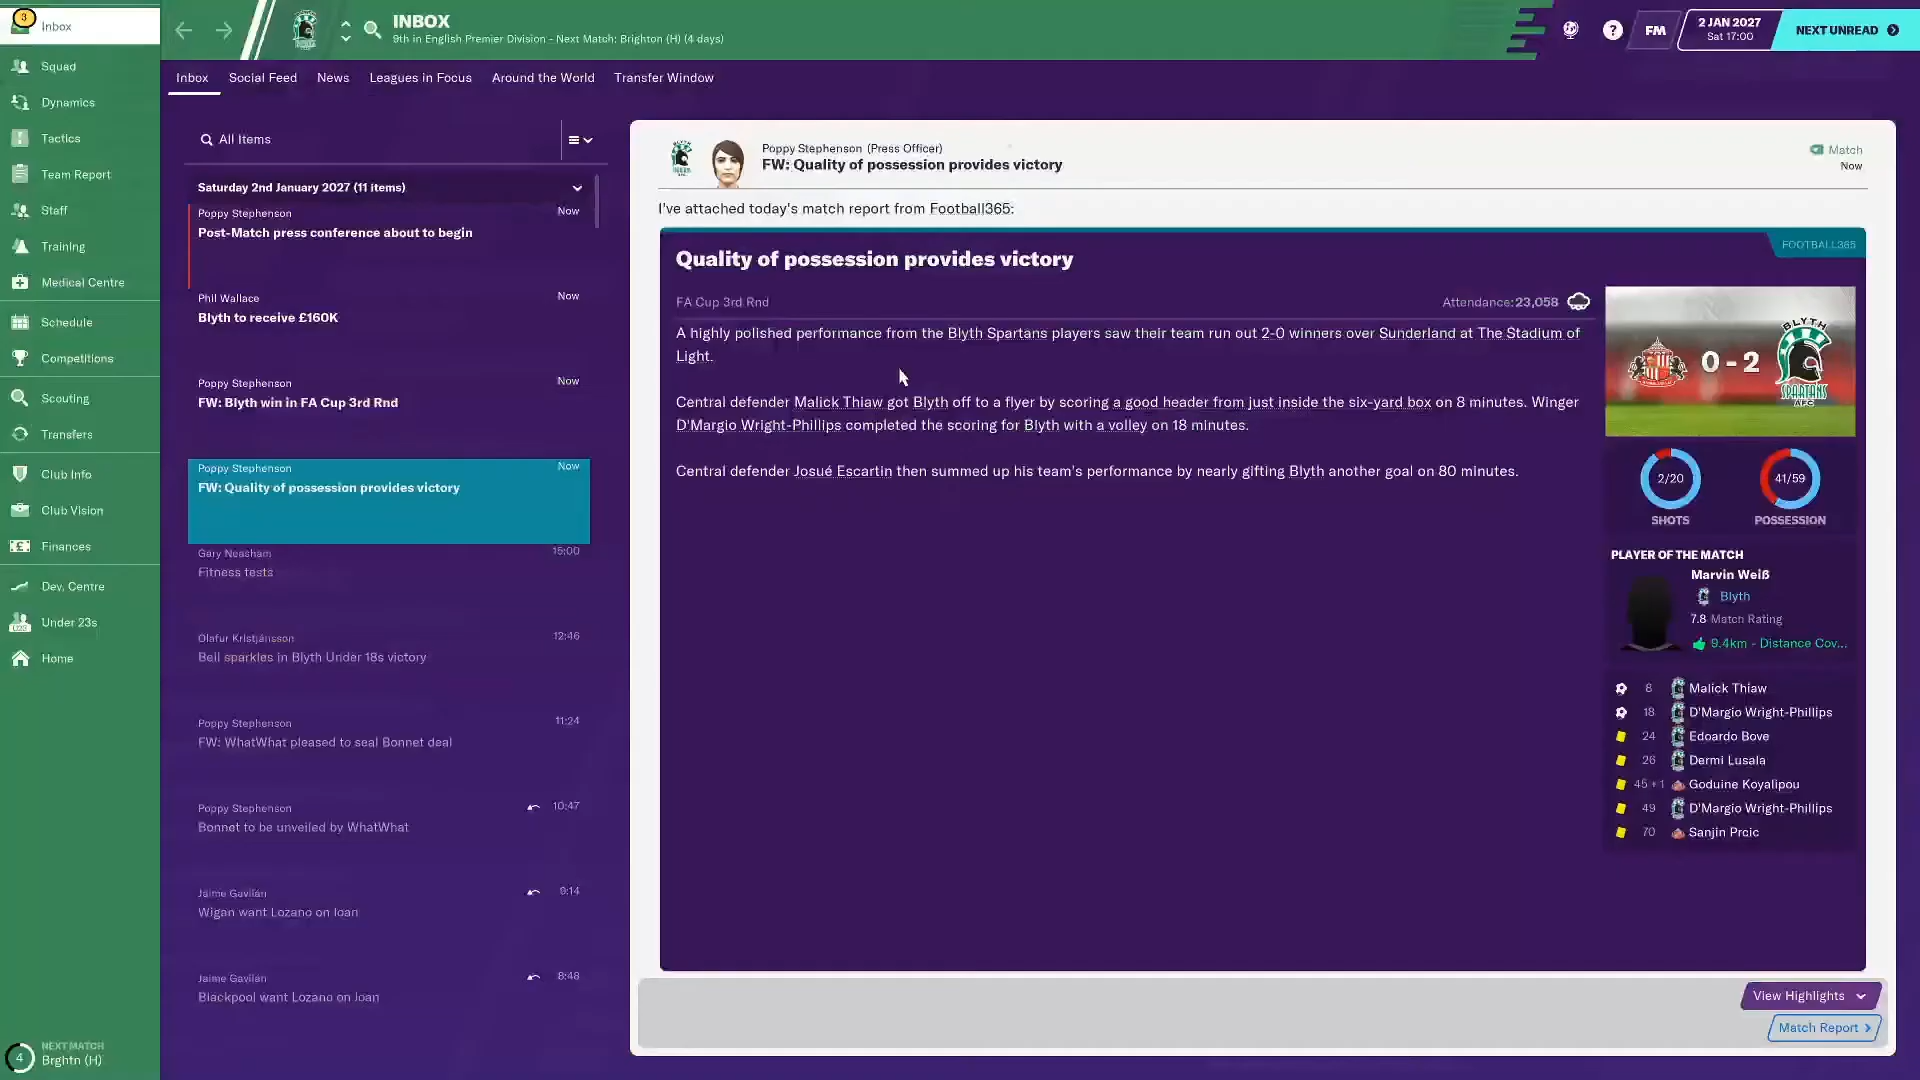 3
Inbox
Squad
Dynamics
Tactics
Team Report
Staff
Training
Medical Centre
Schedule
Competitions
Scouting
Transfers
Club Info
Club Vision
Finances
Dev. Centre
Under 23s
Home
4
NEXT MATCH
Brghtn (H)
INBOX
9th in English Premier Division - Next Match: Brighton (H) (4 days)
?
FM
2 JAN 2027
Sat 17:00
NEXT UNREAD
Inbox Social Feed News Leagues in Focus Around the World Transfer Window
All Items
Saturday 2nd January 2027 (11 items)
Poppy Stephenson Now
Post-Match press conference about to begin
Phil Wallace Now
Blyth to receive £160K
Poppy Stephenson Now
FW: Blyth win in FA Cup 3rd Rnd
Poppy Stephenson Now
FW: Quality of possession provides victory
Gary Neasham 15:00
Fitness tests
Olafur Kristjánsson 12:46
Bell sparkles in Blyth Under 18s victory
Poppy Stephenson 11:24
FW: WhatWhat pleased to seal Bonnet deal
Poppy Stephenson 10:47
Bonnet to be unveiled by WhatWhat
Jaime Gavilán 9:14
Wigan want Lozano on loan
Jaime Gavilán 8:48
Blackpool want Lozano on loan
Poppy Stephenson (Press Officer)
FW: Quality of possession provides victory
Match
Now
I've attached today's match report from Football365:
FOOTBALL365
Quality of possession provides victory
FA Cup 3rd Rnd Attendance: 23,058
A highly polished performance from the Blyth Spartans players saw their team run out 2-0 winners over Sunderland at The Stadium of
Light.
Central defender Malick Thiaw got Blyth off to a flyer by scoring a good header from just inside the six-yard box on 8 minutes. Winger
D'Margio Wright-Phillips completed the scoring for Blyth with a volley on 18 minutes.
Central defender Josué Escartin then summed up his team's performance by nearly gifting Blyth another goal on 80 minutes.
BLYTH
0 - 2
SPARTANS
AFC
2/20 41/59
SHOTS POSSESSION
PLAYER OF THE MATCH
Marvin Weiß
Blyth
7.8 Match Rating
9.4km - Distance Cov...
8 Malick Thiaw
18 D'Margio Wright-Phillips
24 Edoardo Bove
26 Dermi Lusala
45 +1 Goduine Koyalipou
49 D'Margio Wright-Phillips
70 Sanjin Prcic
View Highlights
Match Report